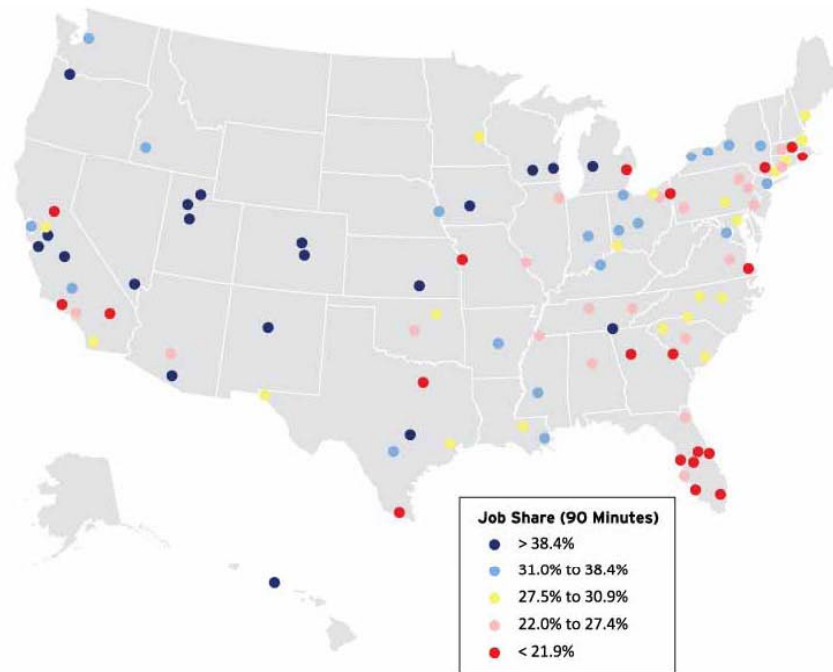 Job Share (90 Minutes)
> 38.4%
31.0% to 38.4%
27.5% to 30.9%
22.0% to 27.4%
< 21.9%